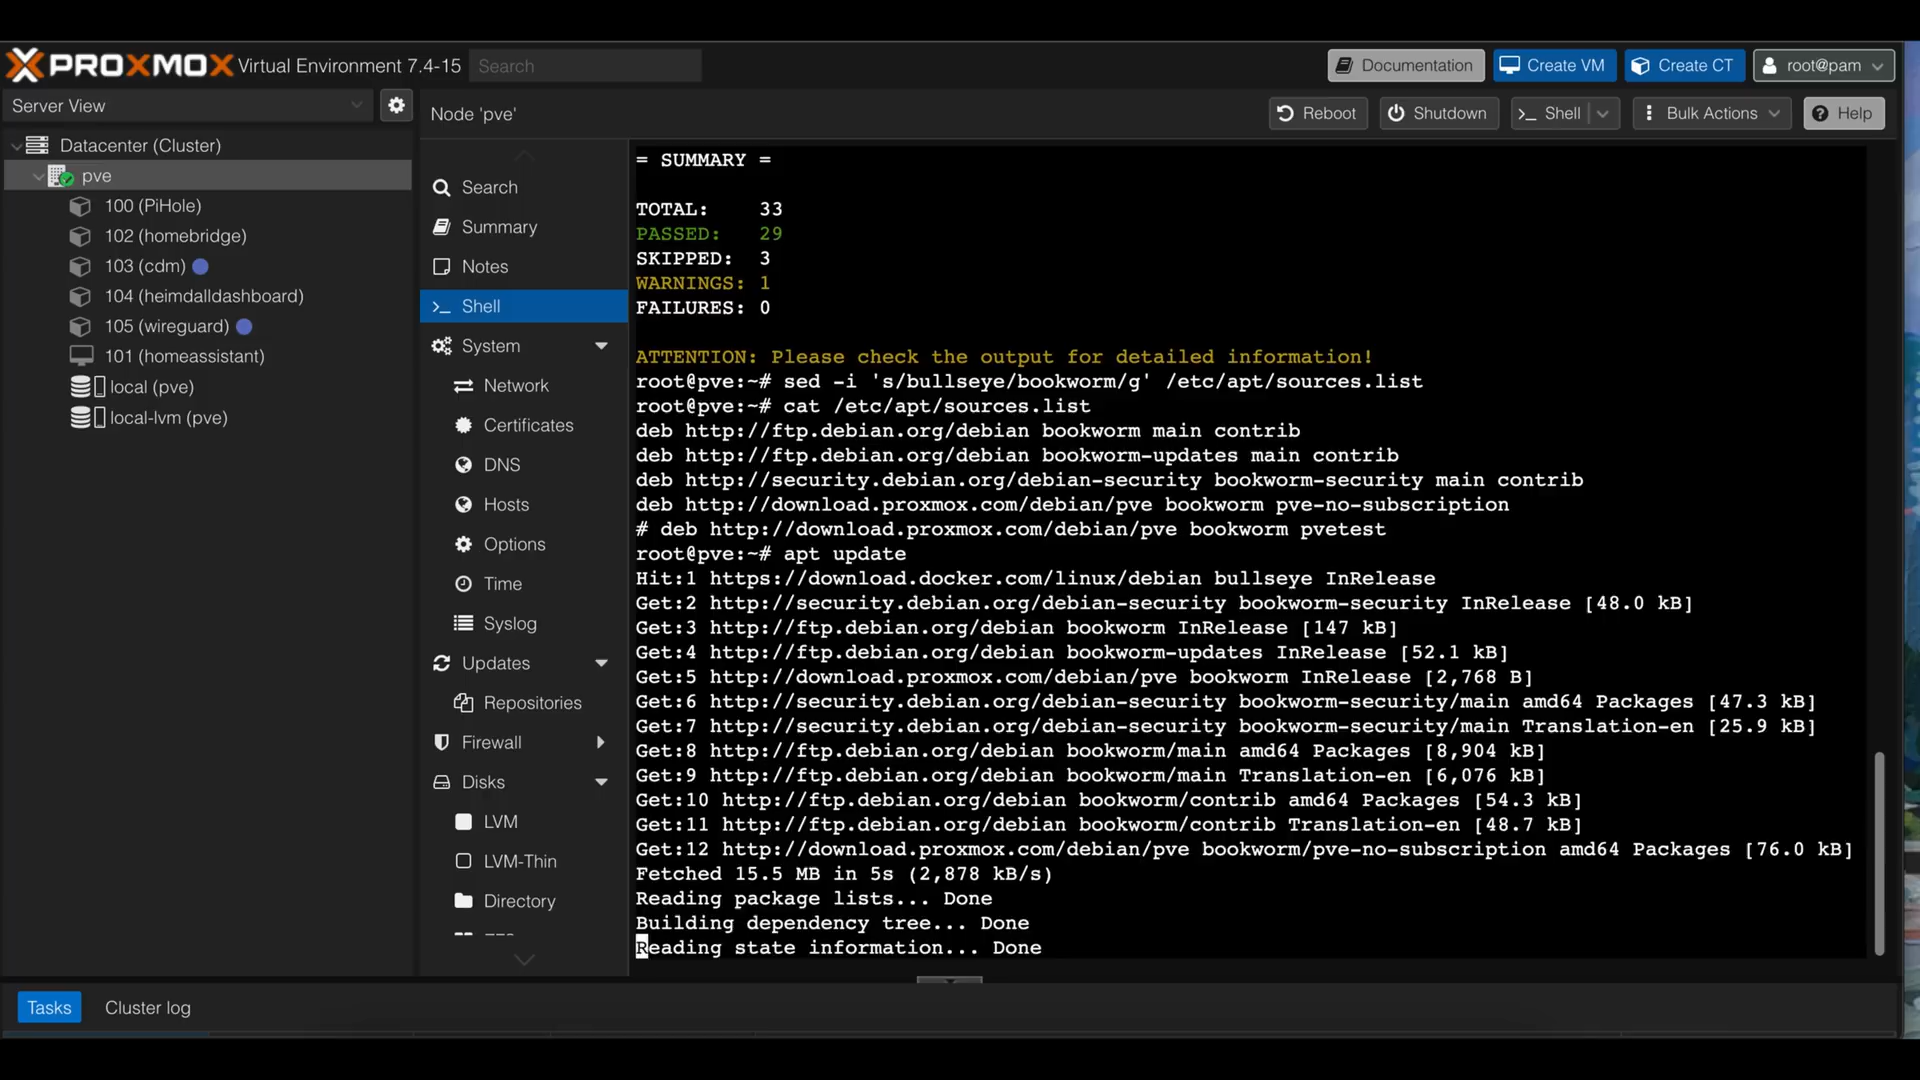 PROXMOX Virtual Environment 7.4-15
Search
Documentation
Create VM
Create CT
root@pam
Server View
Node 'pve'
Reboot
Shutdown
>_ Shell
Bulk Actions
Help
Datacenter (Cluster)
pve
100 (PiHole)
102 (homebridge)
103 (cdm)
104 (heimdalldashboard)
105 (wireguard)
101 (homeassistant)
local (pve)
local-lvm (pve)
Search
Summary
Notes
>_ Shell
System
Network
Certificates
DNS
Hosts
Options
Time
Syslog
Updates
Repositories
Firewall
Disks
LVM
LVM-Thin
Directory
= SUMMARY =
TOTAL: 33
PASSED: 29
SKIPPED: 3
WARNINGS: 1
FAILURES: 0
ATTENTION: Please check the output for detailed information!
root@pve:~# sed -i 's/bullseye/bookworm/g' /etc/apt/sources.list
root@pve:~# cat /etc/apt/sources.list
deb http://ftp.debian.org/debian bookworm main contrib
deb http://ftp.debian.org/debian bookworm-updates main contrib
deb http://security.debian.org/debian-security bookworm-security main contrib
deb http://download.proxmox.com/debian/pve bookworm pve-no-subscription
# deb http://download.proxmox.com/debian/pve bookworm pvetest
root@pve:~# apt update
Hit:1 https://download.docker.com/linux/debian bullseye InRelease
Get:2 http://security.debian.org/debian-security bookworm-security InRelease [48.0 kB]
Get:3 http://ftp.debian.org/debian bookworm InRelease [147 kB]
Get:4 http://ftp.debian.org/debian bookworm-updates InRelease [52.1 kB]
Get:5 http://download.proxmox.com/debian/pve bookworm InRelease [2,768 B]
Get:6 http://security.debian.org/debian-security bookworm-security/main amd64 Packages [47.3 kB]
Get:7 http://security.debian.org/debian-security bookworm-security/main Translation-en [25.9 kB]
Get:8 http://ftp.debian.org/debian bookworm/main amd64 Packages [8,904 kB]
Get:9 http://ftp.debian.org/debian bookworm/main Translation-en [6,076 kB]
Get:10 http://ftp.debian.org/debian bookworm/contrib amd64 Packages [54.3 kB]
Get:11 http://ftp.debian.org/debian bookworm/contrib Translation-en [48.7 kB]
Get:12 http://download.proxmox.com/debian/pve bookworm/pve-no-subscription amd64 Packages [76.0 kB]
Fetched 15.5 MB in 5s (2,878 kB/s)
Reading package lists... Done
Building dependency tree... Done
Reading state information... Done
Tasks
Cluster log